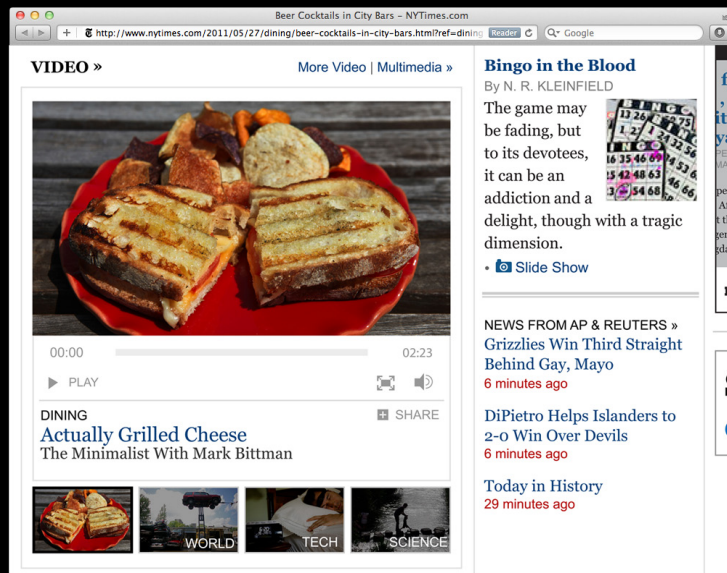 Beer Cocktails in City Bars – NYTimes.com
http://www.nytimes.com/2011/05/27/dining/beer-cocktails-in-city-bars.html?ref=dining
Reader
Google
VIDEO »
More Video | Multimedia »
00:00
02:23
PLAY
DINING
SHARE
Actually Grilled Cheese
The Minimalist With Mark Bittman
WORLD
TECH
SCIENCE
Bingo in the Blood
By N. R. KLEINFIELD
The game may
be fading, but
to its devotees,
it can be an
addiction and a
delight, though with a tragic
dimension.
• Slide Show
BINGO
NEWS FROM AP & REUTERS »
Grizzlies Win Third Straight
Behind Gay, Mayo
6 minutes ago
DiPietro Helps Islanders to
2-0 Win Over Devils
6 minutes ago
Today in History
29 minutes ago